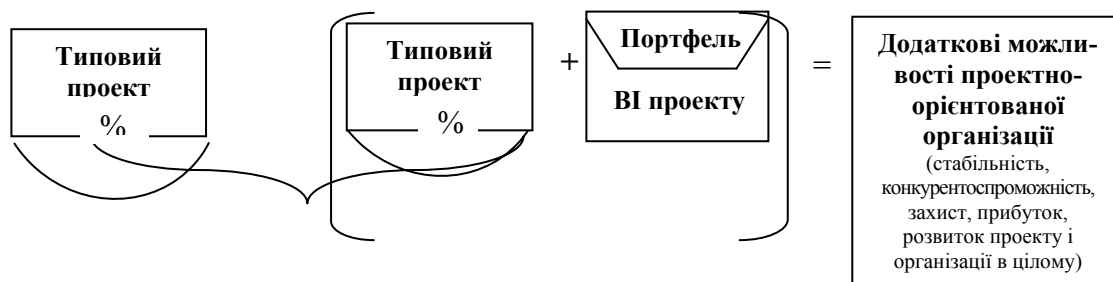 Типовий
проект
%
Типовий
проект
%
+
Портфель
ВІ проекту
=
Додаткові можли-
вості проектно-
орієнтованої
організації
(стабільність,
конкурентоспроможність,
захист, прибуток,
розвиток проекту і
організації в цілому)